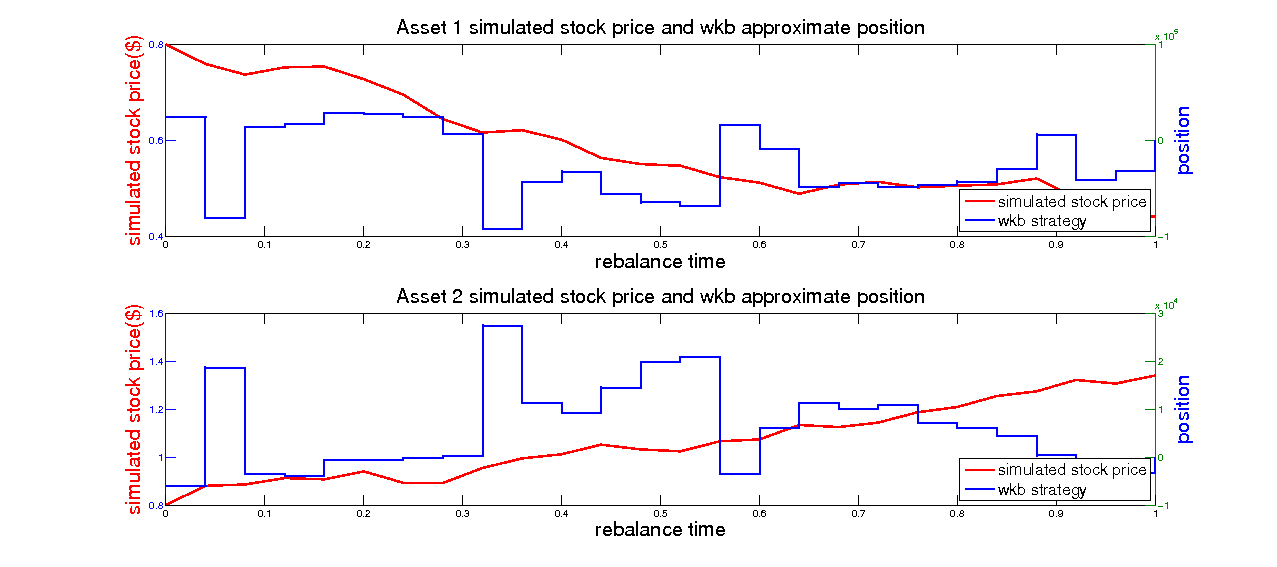 Asset 1 simulated stock price and wkb approximate position
x 10^5
simulated stock price($)
0.8
0.6
0.4
1
0
−1
position
0 0.1 0.2 0.3 0.4 0.5 0.6 0.7 0.8 0.9 1
rebalance time
simulated stock price
wkb strategy
Asset 2 simulated stock price and wkb approximate position
x 10^4
simulated stock price($)
1.6
1.4
1.2
1
0.8
3
2
1
0
−1
position
0 0.1 0.2 0.3 0.4 0.5 0.6 0.7 0.8 0.9 1
rebalance time
simulated stock price
wkb strategy